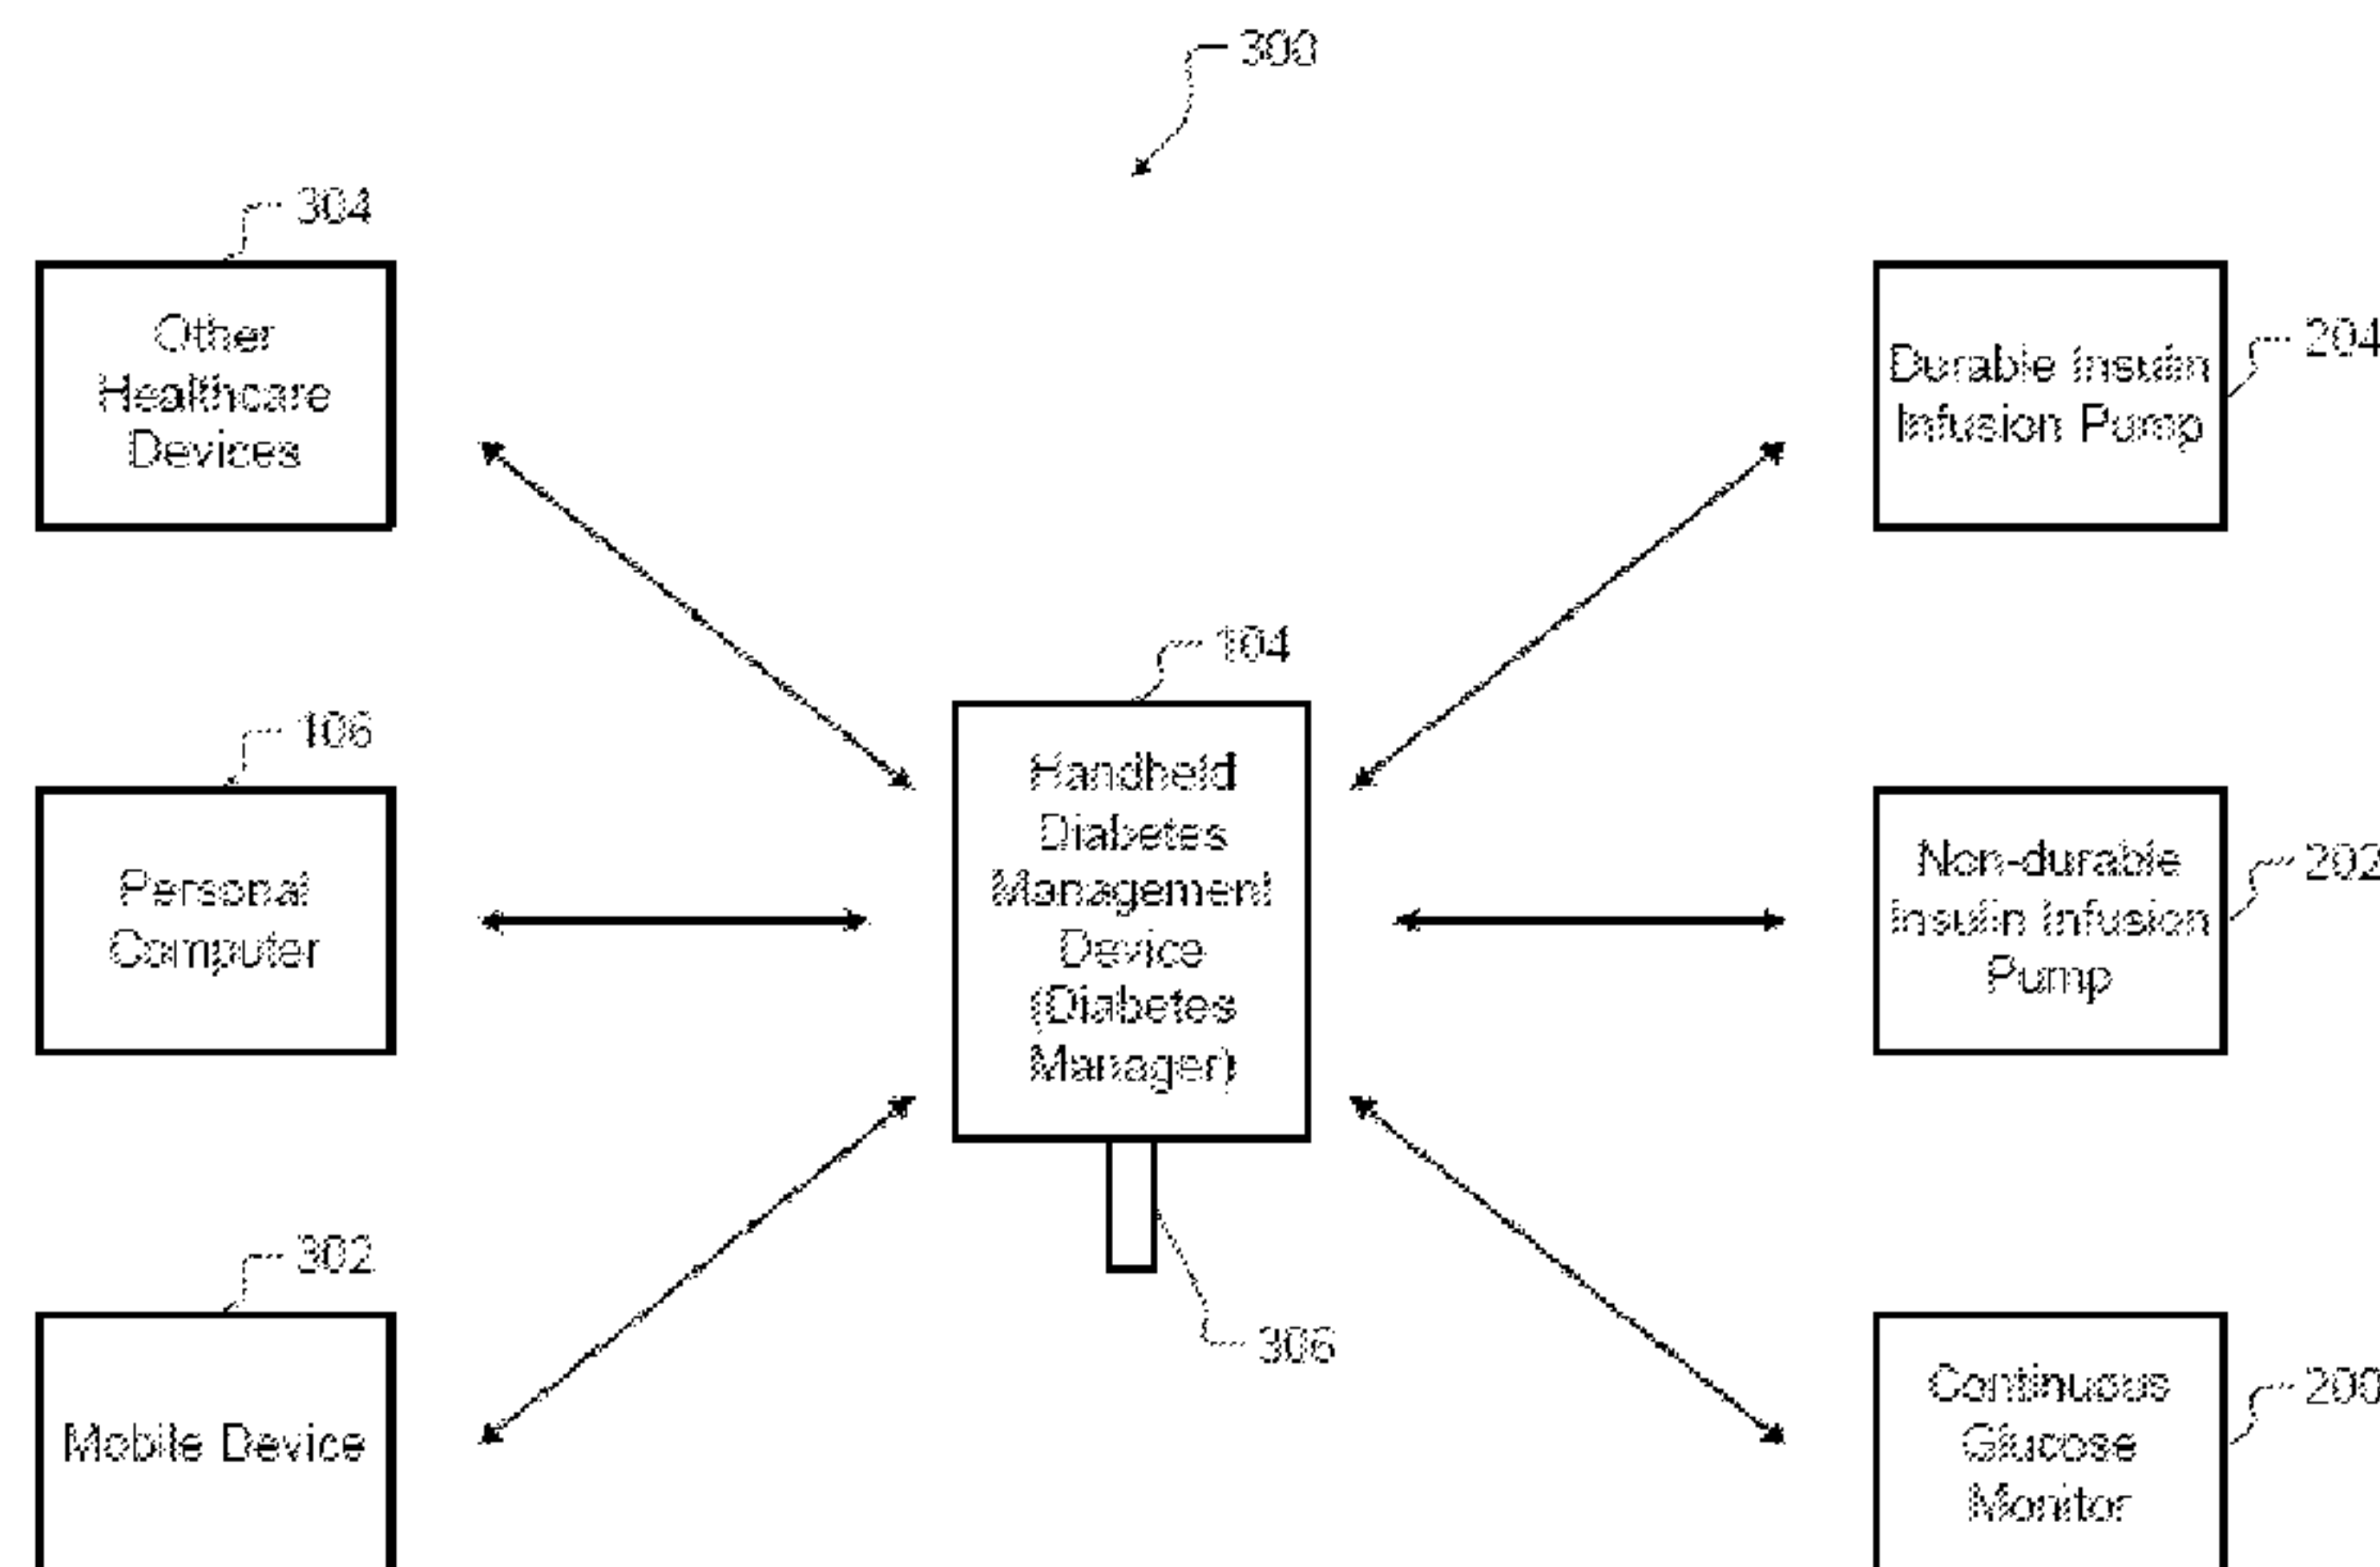 300
304
Other
Healthcare
Devices
204
Durable Insulin
Infusion Pump
104
Handheld
Diabetes
Management
Device
(Diabetes
Manager)
106
Personal
Computer
202
Non-durable
Insulin Infusion
Pump
302
Mobile Device
306
200
Continuous
Glucose
Monitor